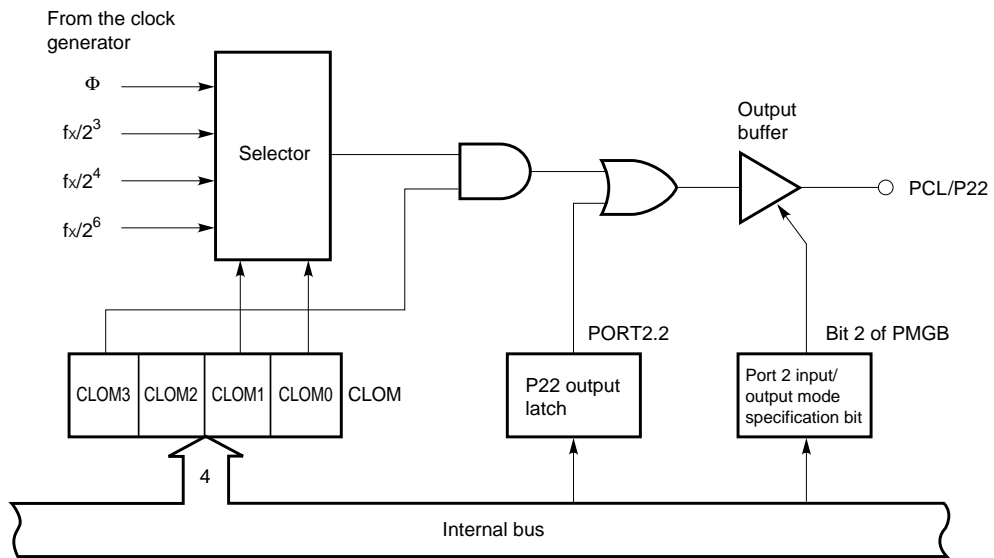 From the clock
generator
Φ
fx/2³
fx/2⁴
fx/2⁶
Selector
Output
buffer
PCL/P22
PORT2.2
Bit 2 of PMGB
CLOM3 CLOM2 CLOM1 CLOM0 CLOM
P22 output
latch
Port 2 input/
output mode
specification bit
4
Internal bus